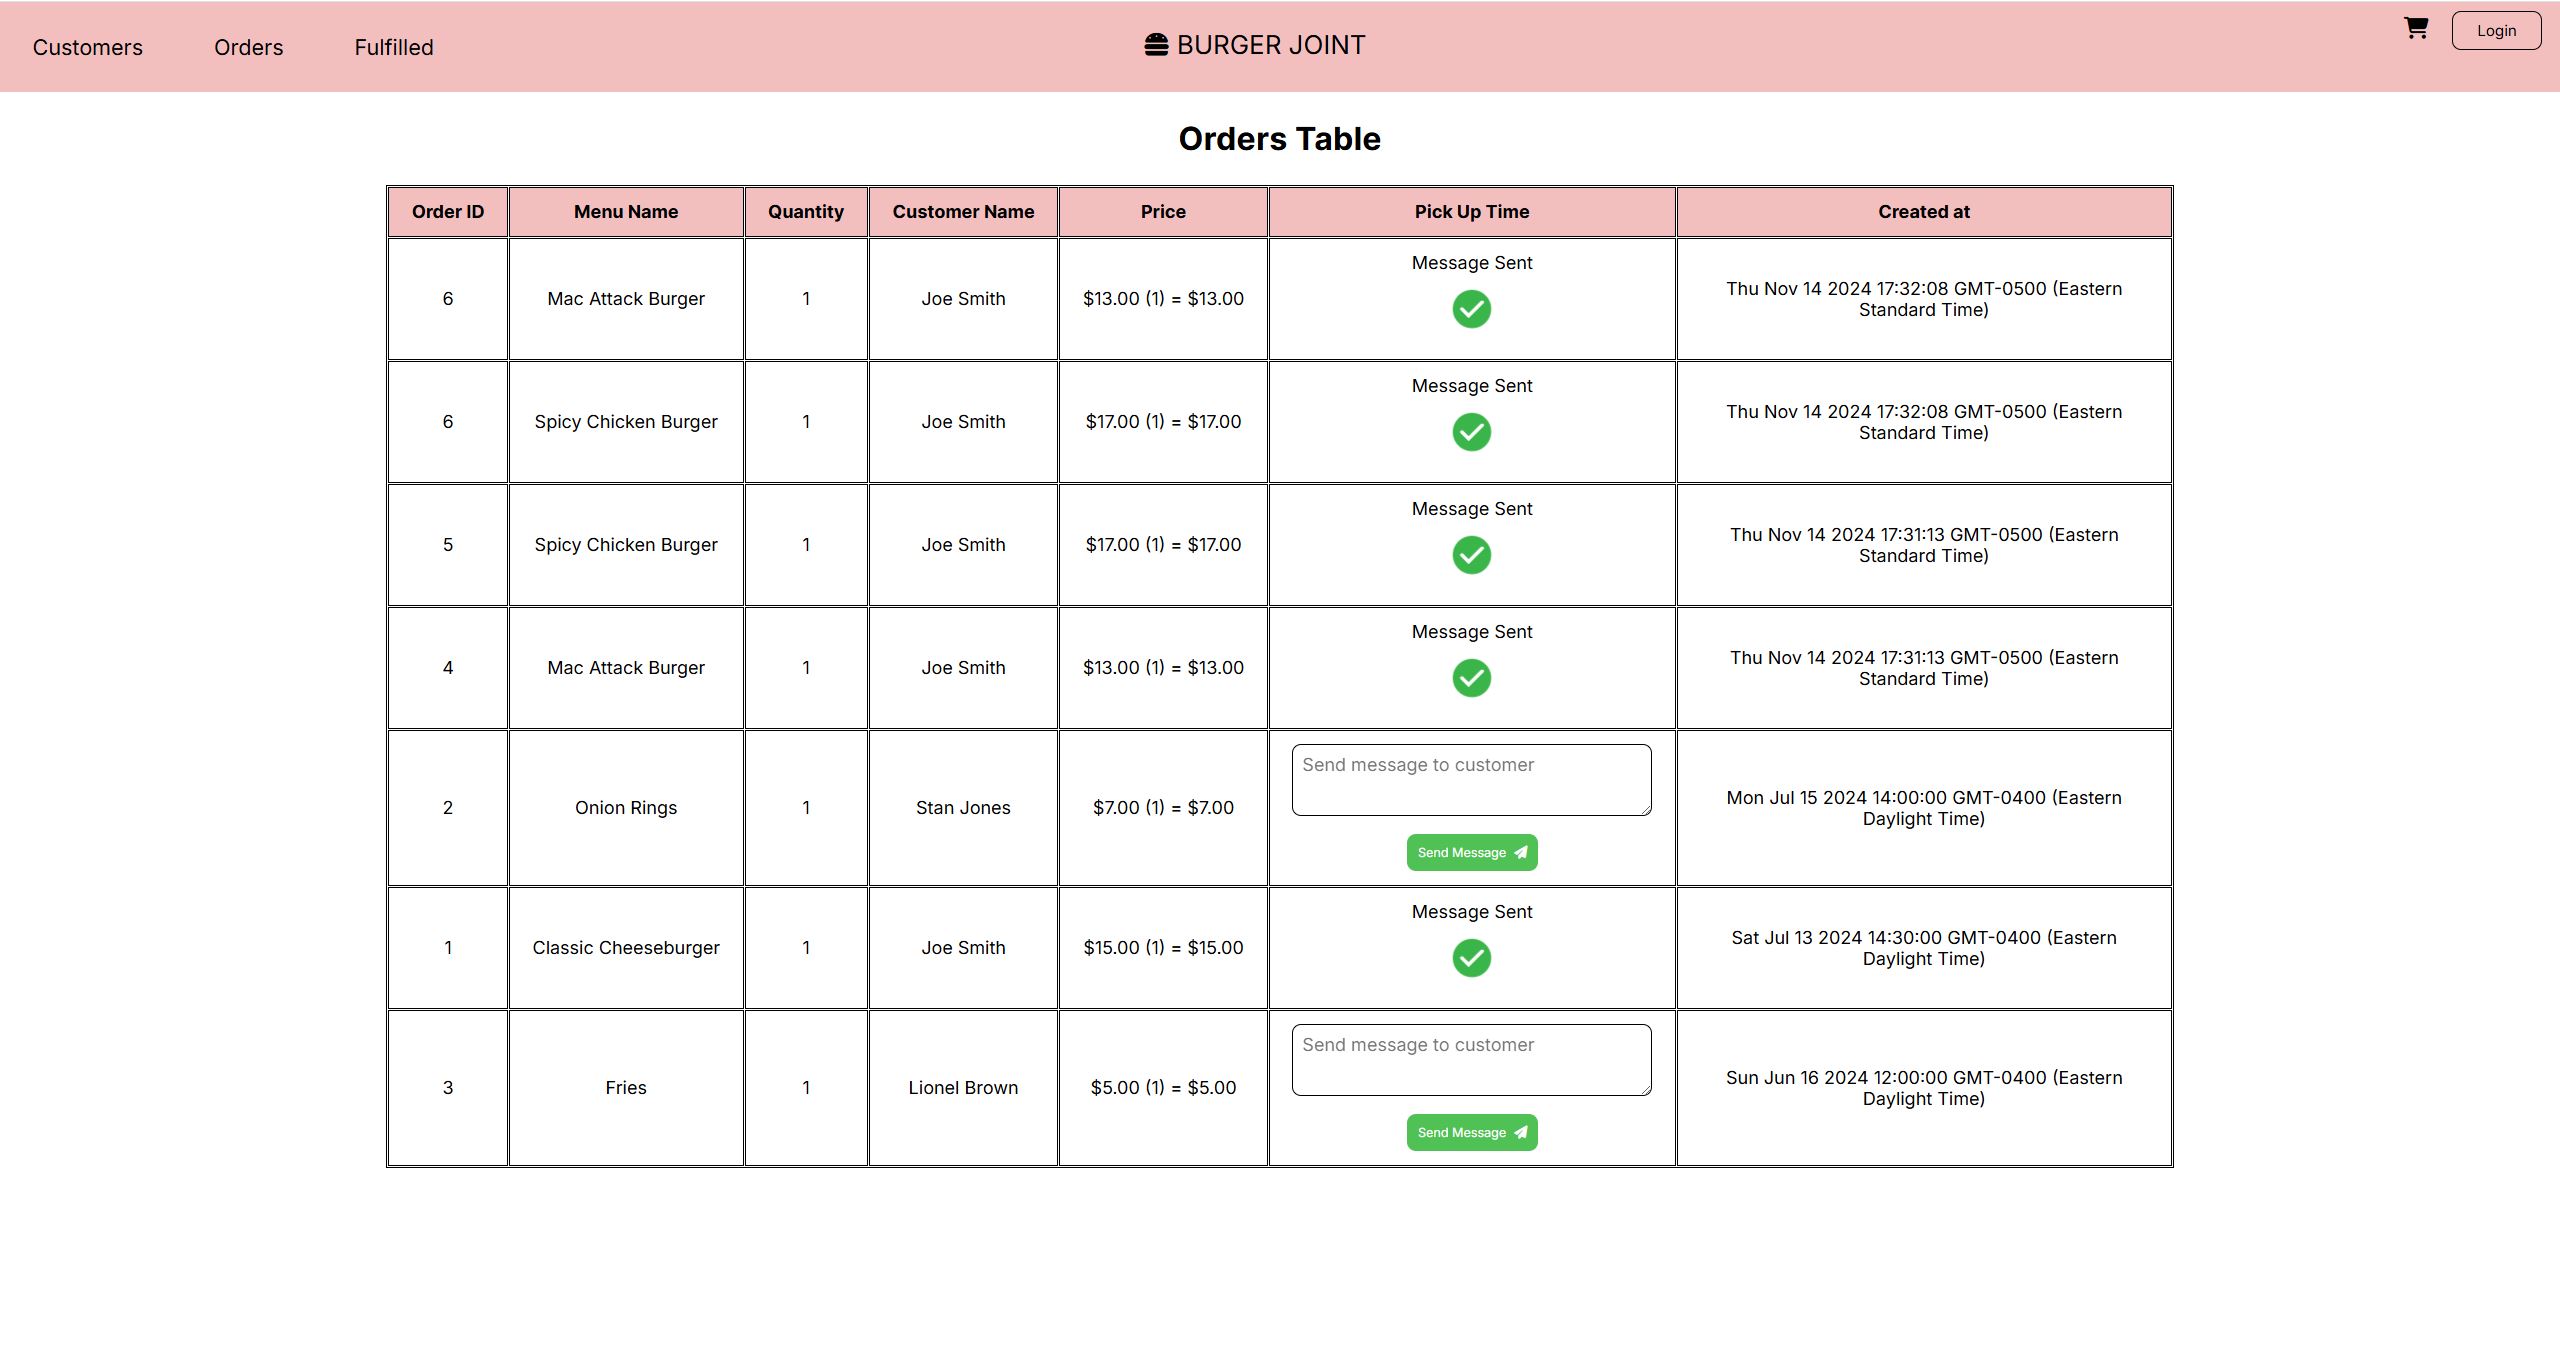 Customers
Orders
Fulfilled
BURGER JOINT
Login
Orders Table
Order ID
Menu Name
Quantity
Customer Name
Price
Pick Up Time
Created at
6
Mac Attack Burger
1
Joe Smith
$13.00 (1) = $13.00
Message Sent
Thu Nov 14 2024 17:32:08 GMT-0500 (Eastern
Standard Time)
6
Spicy Chicken Burger
1
Joe Smith
$17.00 (1) = $17.00
Message Sent
Thu Nov 14 2024 17:32:08 GMT-0500 (Eastern
Standard Time)
5
Spicy Chicken Burger
1
Joe Smith
$17.00 (1) = $17.00
Message Sent
Thu Nov 14 2024 17:31:13 GMT-0500 (Eastern
Standard Time)
4
Mac Attack Burger
1
Joe Smith
$13.00 (1) = $13.00
Message Sent
Thu Nov 14 2024 17:31:13 GMT-0500 (Eastern
Standard Time)
2
Onion Rings
1
Stan Jones
$7.00 (1) = $7.00
Send message to customer
Send Message
Mon Jul 15 2024 14:00:00 GMT-0400 (Eastern
Daylight Time)
1
Classic Cheeseburger
1
Joe Smith
$15.00 (1) = $15.00
Message Sent
Sat Jul 13 2024 14:30:00 GMT-0400 (Eastern
Daylight Time)
3
Fries
1
Lionel Brown
$5.00 (1) = $5.00
Send message to customer
Send Message
Sun Jun 16 2024 12:00:00 GMT-0400 (Eastern
Daylight Time)